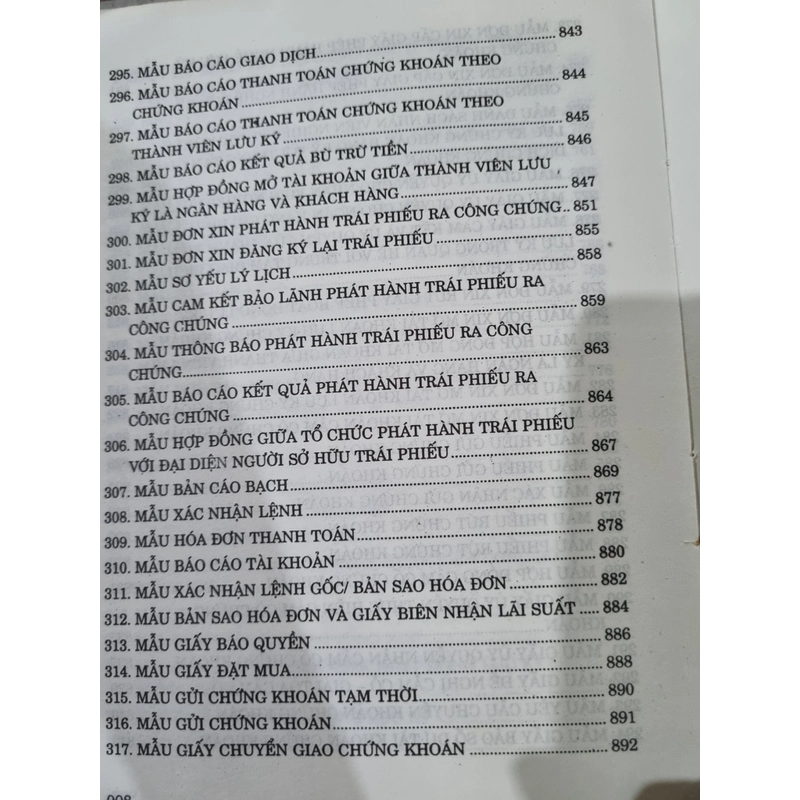 295. MẪU BÁO CÁO GIAO DỊCH........................843
296. MẪU BÁO CÁO THANH TOÁN CHỨNG KHOÁN THEO
CHỨNG KHOÁN........................844
297. MẪU BÁO CÁO THANH TOÁN CHỨNG KHOÁN THEO
THÀNH VIÊN LƯU KÝ........................845
298. MẪU BÁO CÁO KẾT QUẢ BÙ TRỪ TIỀN........................846
299. MẪU HỢP ĐỒNG MỞ TÀI KHOẢN GIỮA THÀNH VIÊN LƯU
KÝ LÀ NGÂN HÀNG VÀ KHÁCH HÀNG........................847
300. MẪU ĐƠN XIN PHÁT HÀNH TRÁI PHIẾU RA CÔNG CHỨNG..851
301. MẪU ĐƠN XIN ĐĂNG KÝ LẠI TRÁI PHIẾU........................855
302. MẪU SƠ YẾU LÝ LỊCH........................858
303. MẪU CAM KẾT BẢO LÃNH PHÁT HÀNH TRÁI PHIẾU RA
CÔNG CHỨNG........................859
304. MẪU THÔNG BÁO PHÁT HÀNH TRÁI PHIẾU RA CÔNG
CHỨNG........................863
305. MẪU BÁO CÁO KẾT QUẢ PHÁT HÀNH TRÁI PHIẾU RA
CÔNG CHỨNG........................864
306. MẪU HỢP ĐỒNG GIỮA TỔ CHỨC PHÁT HÀNH TRÁI PHIẾU
VỚI ĐẠI DIỆN NGƯỜI SỞ HỮU TRÁI PHIẾU........................867
307. MẪU BẢN CÁO BẠCH........................869
308. MẪU XÁC NHẬN LỆNH........................877
309. MẪU HÓA ĐƠN THANH TOÁN........................878
310. MẪU BÁO CÁO TÀI KHOẢN........................880
311. MẪU XÁC NHẬN LỆNH GỐC/ BẢN SAO HÓA ĐƠN........................882
312. MẪU BẢN SAO HÓA ĐƠN VÀ GIẤY BIÊN NHẬN LÃI SUẤT .....884
313. MẪU GIẤY BÁO QUYỀN........................886
314. MẪU GIẤY ĐẶT MUA........................888
315. MẪU GỬI CHỨNG KHOÁN TẠM THỜI........................890
316. MẪU GỬI CHỨNG KHOÁN........................891
317. MẪU GIẤY CHUYỂN GIAO CHỨNG KHOÁN........................892